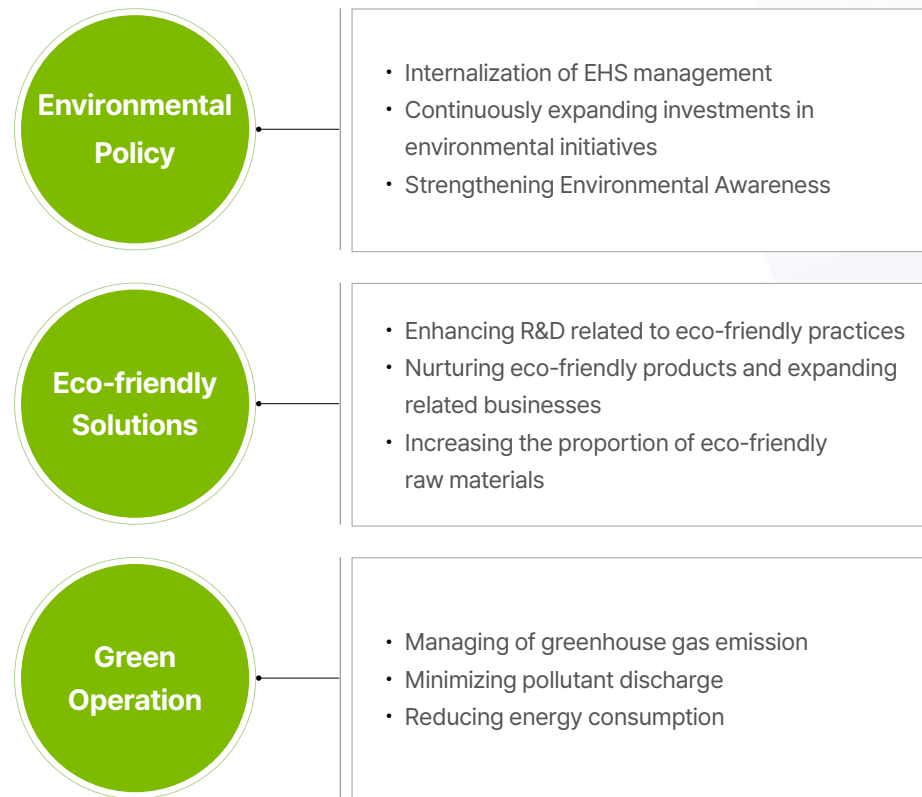 Environmental
Policy
• Internalization of EHS management
• Continuously expanding investments in
environmental initiatives
• Strengthening Environmental Awareness
Eco-friendly
Solutions
• Enhancing R&D related to eco-friendly practices
• Nurturing eco-friendly products and expanding
related businesses
• Increasing the proportion of eco-friendly
raw materials
Green
Operation
• Managing of greenhouse gas emission
• Minimizing pollutant discharge
• Reducing energy consumption